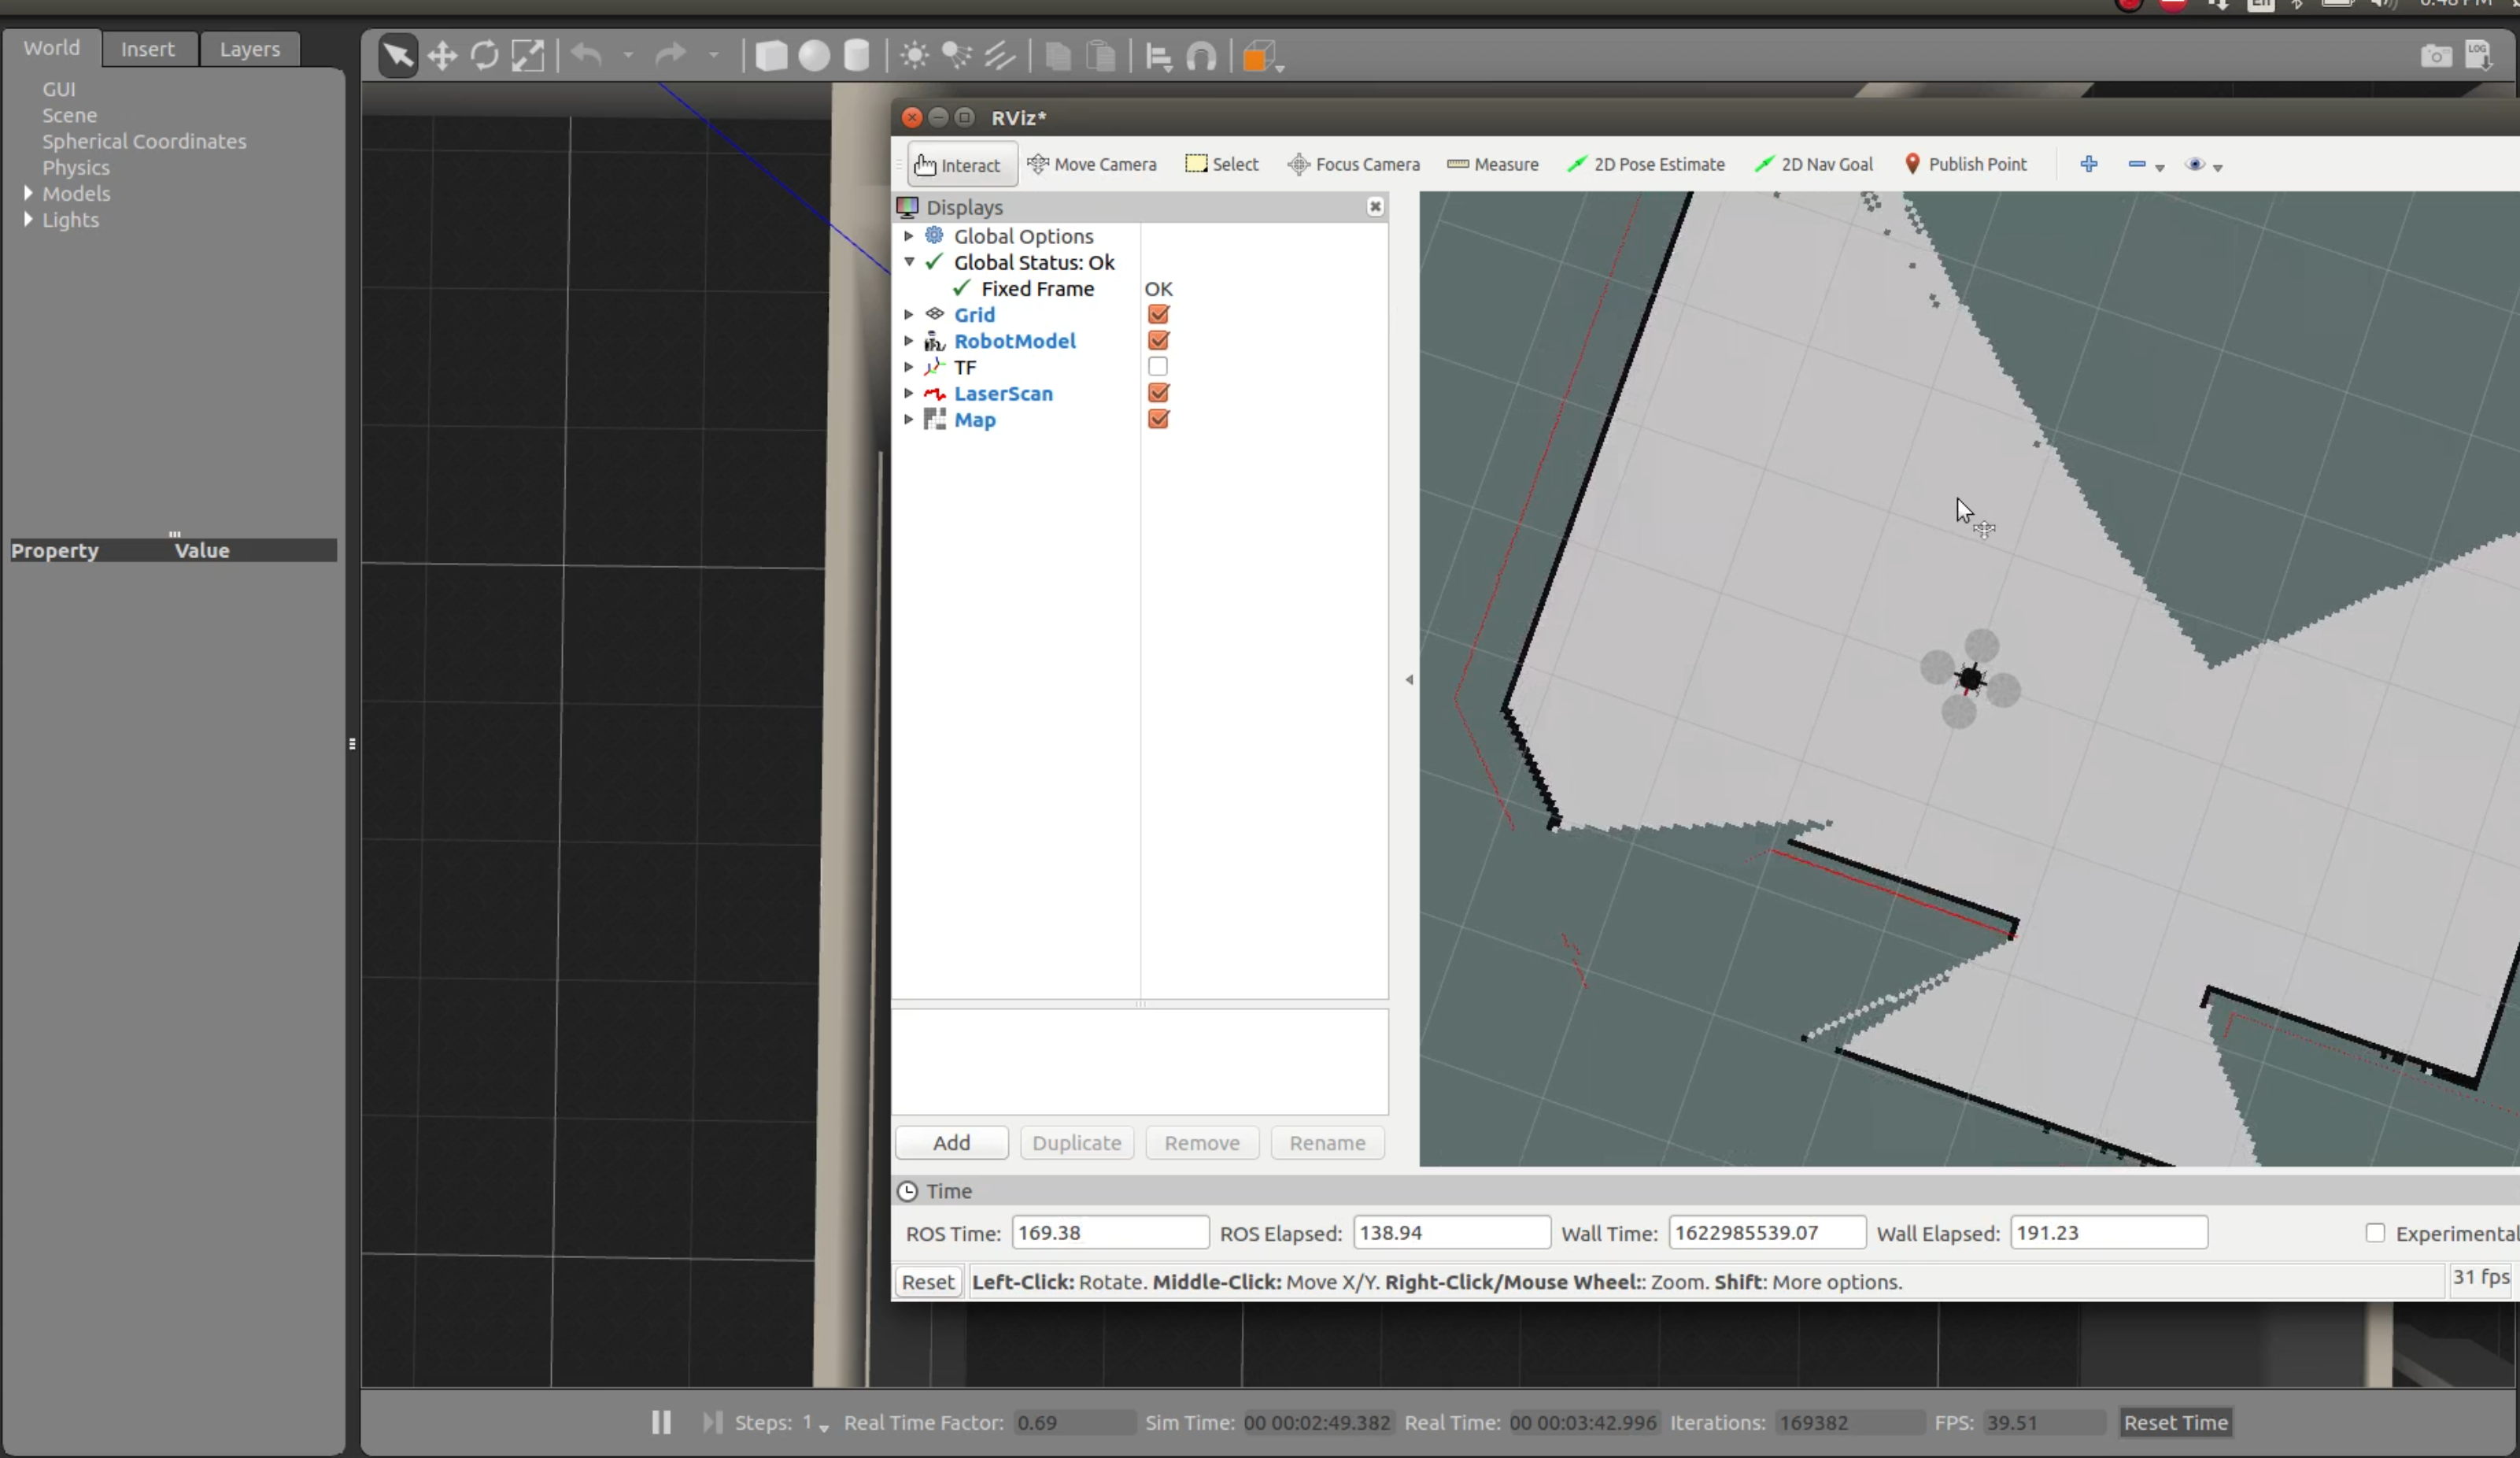 World Insert Layers
GUI
Scene
Spherical Coordinates
Physics
Models
Lights
Property Value
LOG
RViz*
Interact Move Camera Select Focus Camera Measure 2D Pose Estimate 2D Nav Goal Publish Point
Displays
Global Options
Global Status: Ok
Fixed Frame OK
Grid
RobotModel
TF
LaserScan
Map
Add Duplicate Remove Rename
Time
ROS Time: 169.38 ROS Elapsed: 138.94 Wall Time: 1622985539.07 Wall Elapsed: 191.23 Experimental
Reset Left-Click: Rotate. Middle-Click: Move X/Y. Right-Click/Mouse Wheel:: Zoom. Shift: More options. 31 fps
Steps: 1 Real Time Factor: 0.69 Sim Time: 00 00:02:49.382 Real Time: 00 00:03:42.996 Iterations: 169382 FPS: 39.51 Reset Time